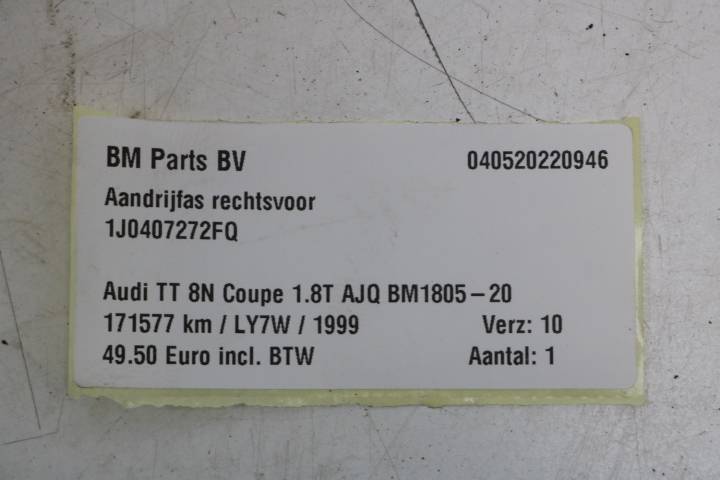 BM Parts BV 040520220946
Aandrijfas rechtsvoor
1J0407272FQ
Audi TT 8N Coupe 1.8T AJQ BM1805-20
171577 km / LY7W / 1999 Verz: 10
49.50 Euro incl. BTW Aantal: 1